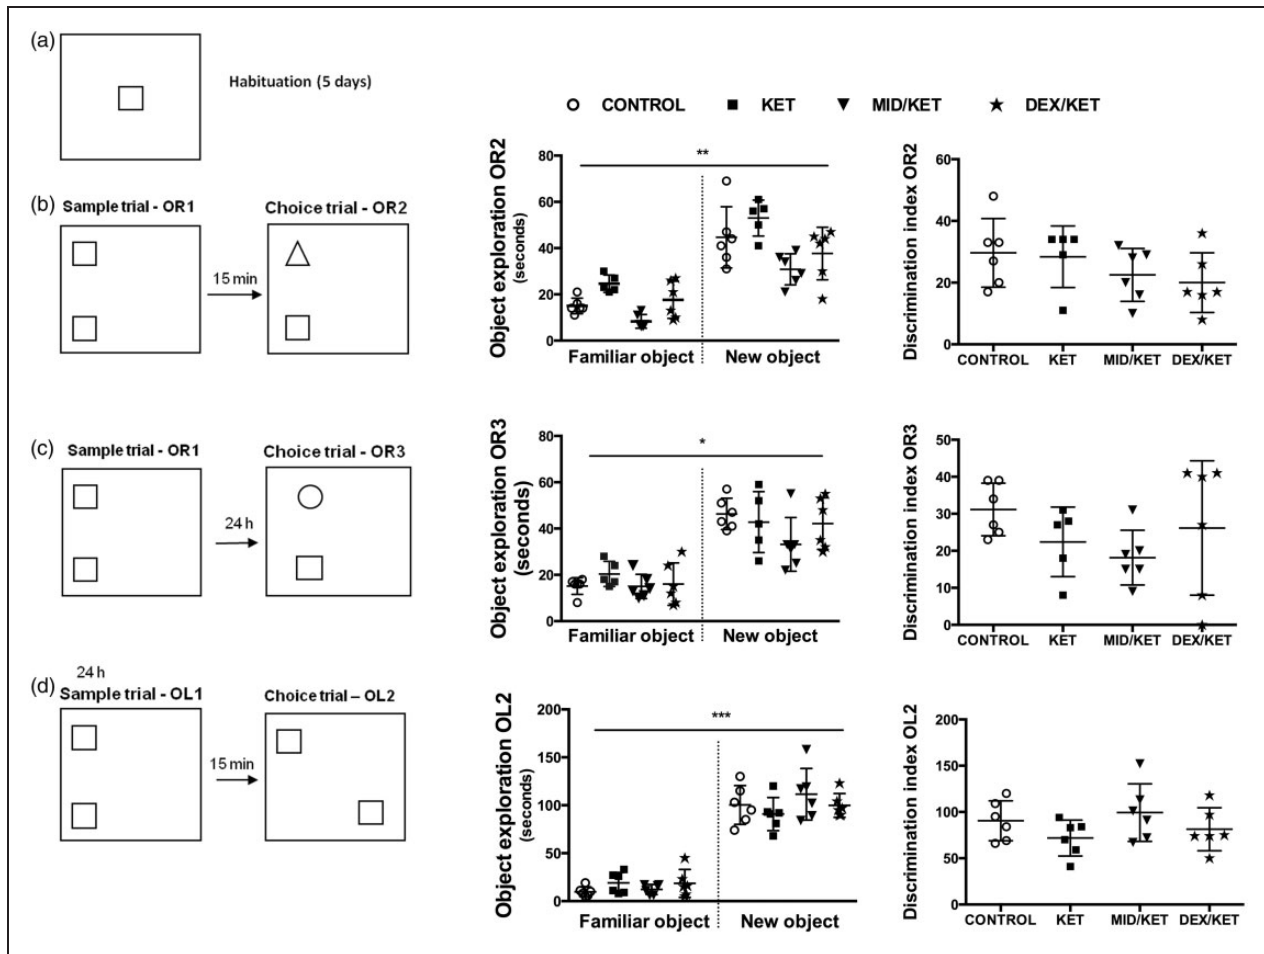 (a)
Habituation (5 days)
CONTROL KET MID/KET DEX/KET
(b)
Sample trial - OR1
Choice trial - OR2
15 min
Object exploration OR2
(seconds)
80
60
40
20
0
**
Familiar object New object
Discrimination index OR2
60
40
20
0
CONTROL KET MID/KET DEX/KET
(c)
Sample trial - OR1
Choice trial - OR3
24 h
Object exploration OR3
(seconds)
80
60
40
20
0
*
Familiar object New object
Discrimination index OR3
50
40
30
20
10
0
CONTROL KET MID/KET DEX/KET
(d)
24 h
Sample trial - OL1
Choice trial – OL2
15 min
Object exploration OL2
(seconds)
200
150
100
50
0
***
Familiar object New object
Discrimination index OL2
200
150
100
50
0
CONTROL KET MID/KET DEX/KET